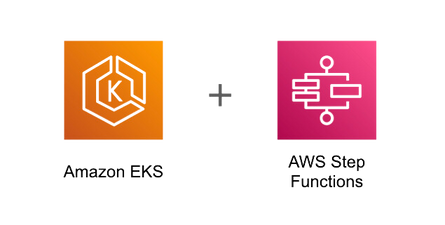 K
+
Amazon EKS
AWS Step
Functions